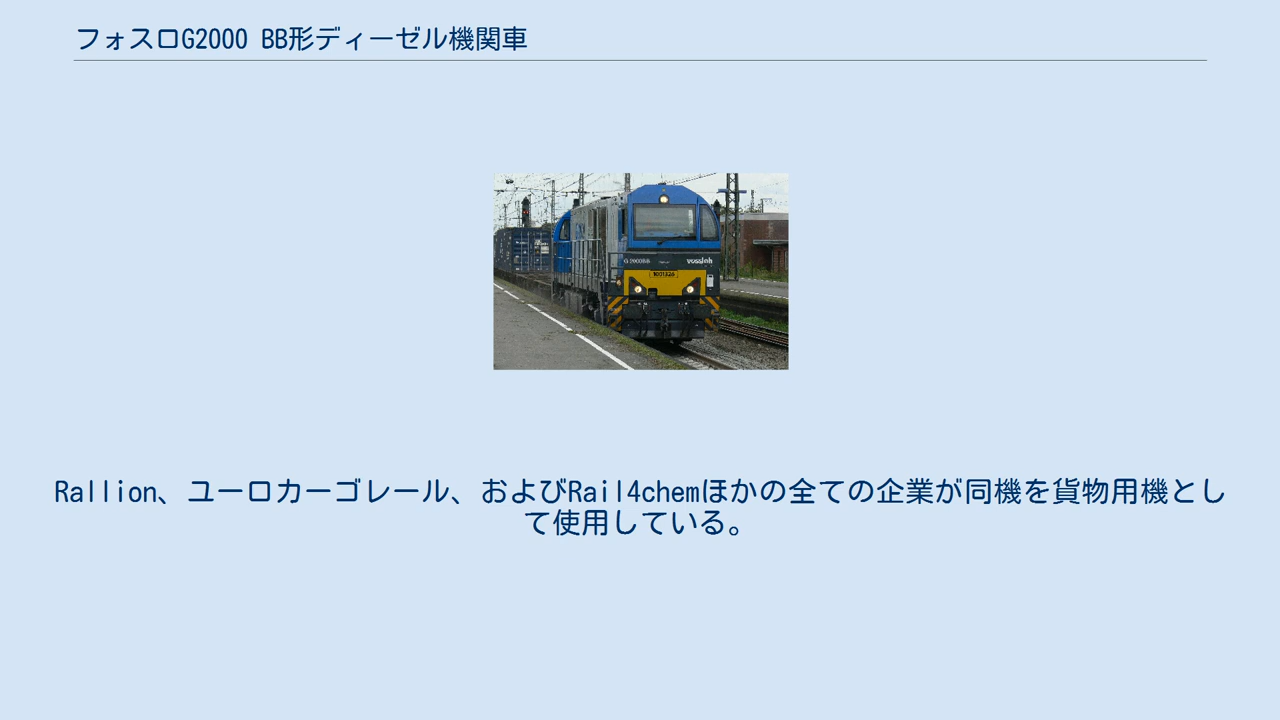 フォスロG2000 BB形ディーゼル機関車
G 2000BB
vossloh
1001326
Rallion、ユーロカーゴレール、およびRail4chemほかの全ての企業が同機を貨物用機とし
て使用している。